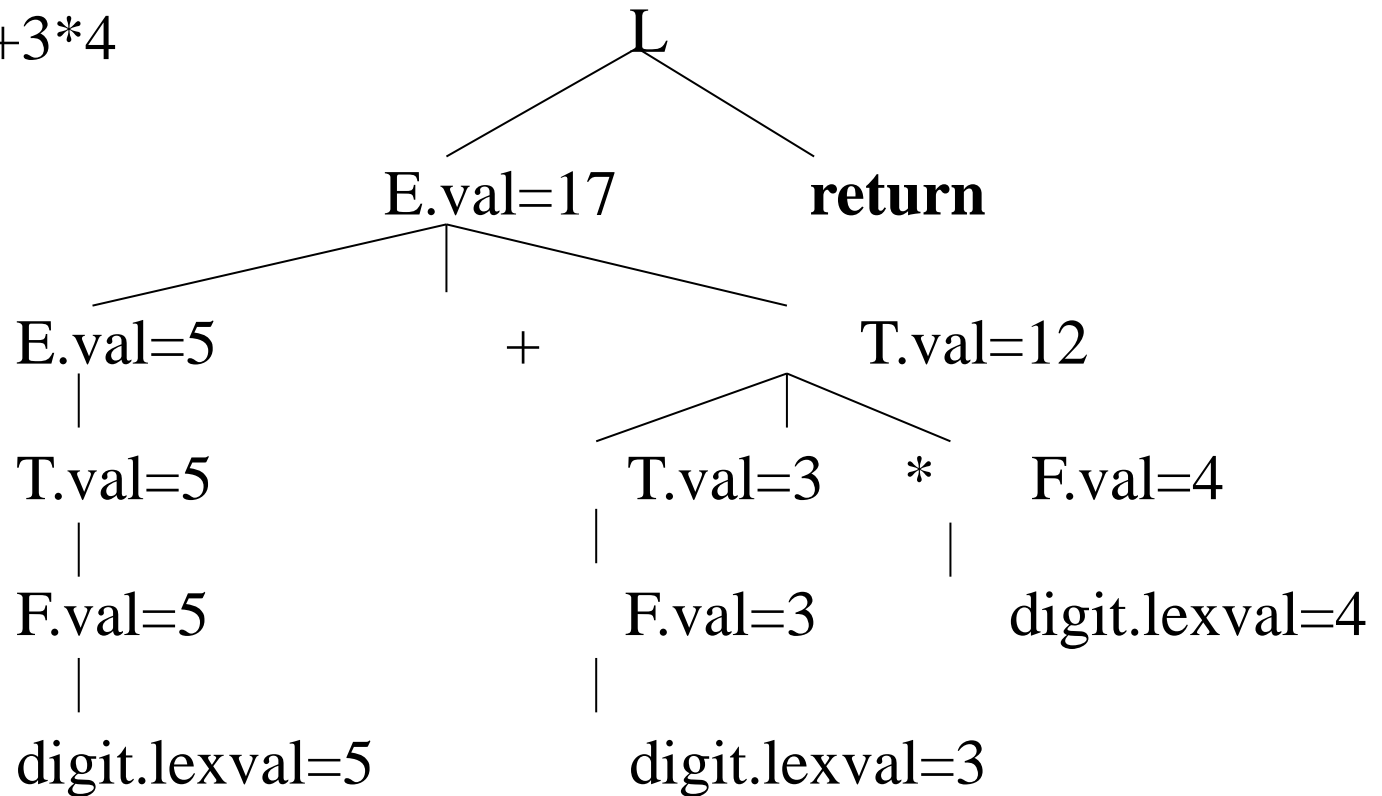 +3*4
L
E.val=17 return
E.val=5 + T.val=12
T.val=5 T.val=3 * F.val=4
F.val=5 F.val=3 digit.lexval=4
digit.lexval=5 digit.lexval=3